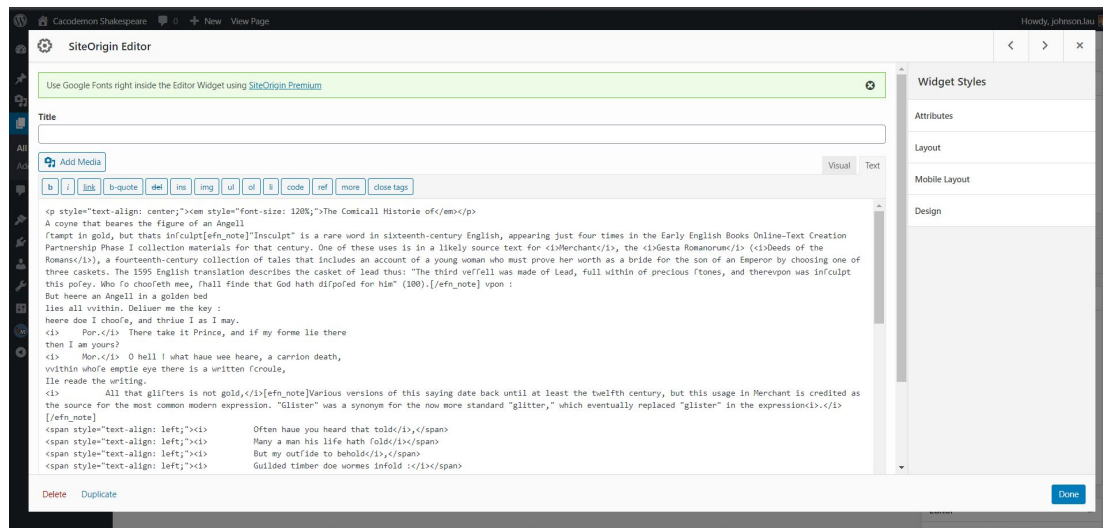 Cacodemon Shakespeare 0 + New View Page
Howdy, johnson.lau
SiteOrigin Editor
Use Google Fonts right inside the Editor Widget using SiteOrigin Premium
Title
Add Media
Visual Text
b i link b-quote del ins img ul ol li code ref more close tags
<p style="text-align: center;"><em style="font-size: 120%;">The Comicall Historie of</em></p>
A coyne that beares the figure of an Angell
ſtampt in gold, but thats inſculpt[efn_note]"Insculpt" is a rare word in sixteenth-century English, appearing just four times in the Early English Books Online-Text Creation
Partnership Phase I collection materials for that century. One of these uses is in a likely source text for <i>Merchant</i>, the <i>Gesta Romanorum</i> (<i>Deeds of the
Romans</i>), a fourteenth-century collection of tales that includes an account of a young woman who must prove her worth as a bride for the son of an Emperor by choosing one of
three caskets. The 1595 English translation describes the casket of lead thus: "The third veſſell was made of Lead, full within of precious ſtones, and therevpon was inſculpt
this poſey. Who ſo chooſeth mee, ſhall finde that God hath diſpoſed for him" (100).[/efn_note] vpon :
But heere an Angell in a golden bed
lies all vvithin. Deliuer me the key :
heere doe I chooſe, and thriue I as I may.
<i> Por.</i> There take it Prince, and if my forme lie there
then I am yours?
<i> Mor.</i> O hell ! what haue wee heare, a carrion death,
vvithin whoſe emptie eye there is a written ſcroule,
Ile reade the writing.
<i> All that gliſters is not gold,</i>[efn_note]Various versions of this saying date back until at least the twelfth century, but this usage in Merchant is credited as
the source for the most common modern expression. "Glister" was a synonym for the now more standard "glitter," which eventually replaced "glister" in the expression<i>.</i>
[/efn_note]
<span style="text-align: left;"><i> Often haue you heard that told</i>,</span>
<span style="text-align: left;"><i> Many a man his life hath ſold</i></span>
<span style="text-align: left;"><i> But my outſide to behold</i>,</span>
<span style="text-align: left;"><i> Guilded timber doe wormes infold :</i></span>
Widget Styles
Attributes
Layout
Mobile Layout
Design
All
Delete Duplicate
Done